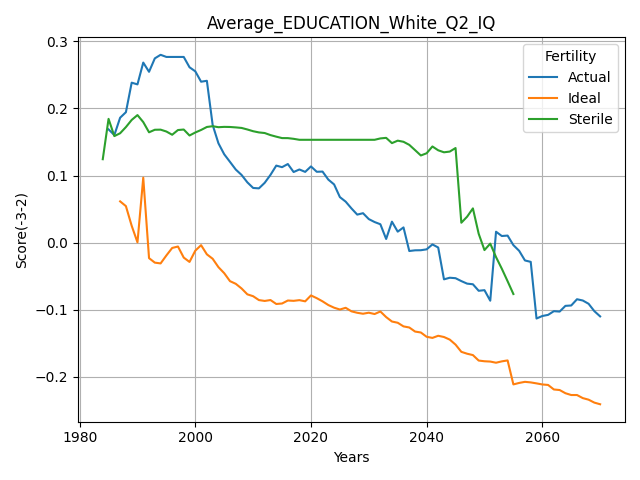 Average_EDUCATION_White_Q2_IQ
Fertility
Actual
Ideal
Sterile
Score(-3-2)
0.3
0.2
0.1
0.0
−0.1
−0.2
1980
2000
2020
2040
2060
Years